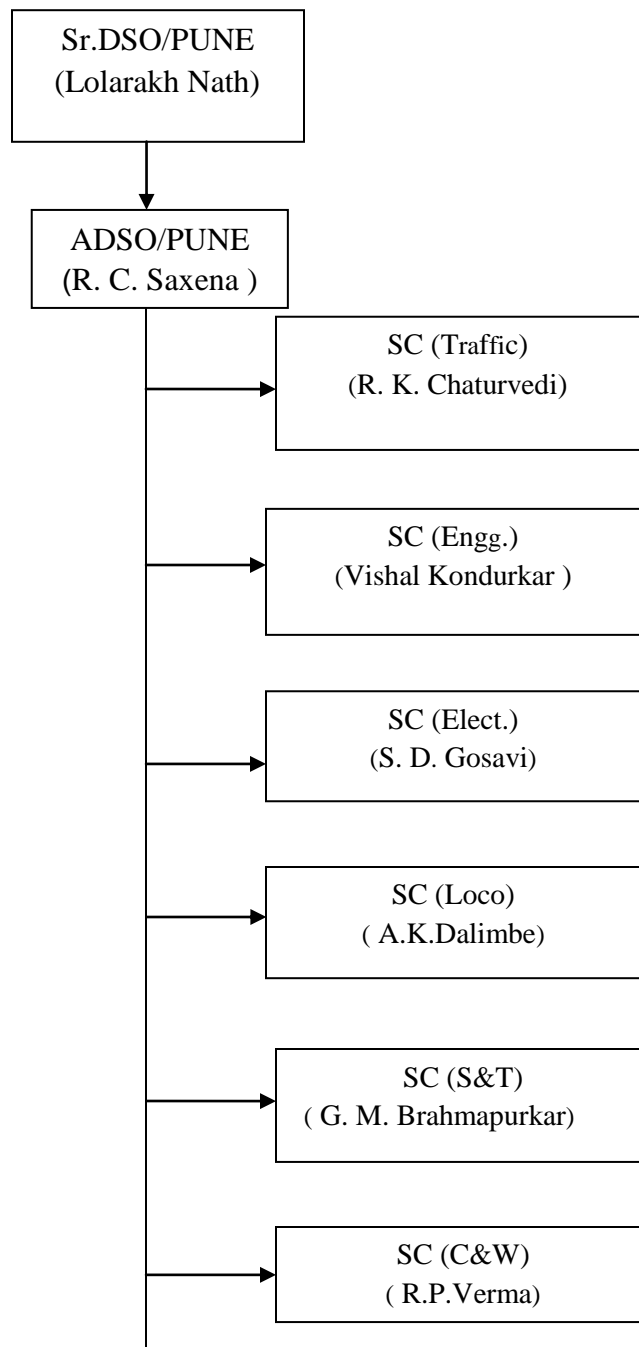 Sr.DSO/PUNE
(Lolarakh Nath)
ADSO/PUNE
(R. C. Saxena )
SC (Traffic)
(R. K. Chaturvedi)
SC (Engg.)
(Vishal Kondurkar )
SC (Elect.)
(S. D. Gosavi)
SC (Loco)
( A.K.Dalimbe)
SC (S&T)
( G. M. Brahmapurkar)
SC (C&W)
( R.P.Verma)